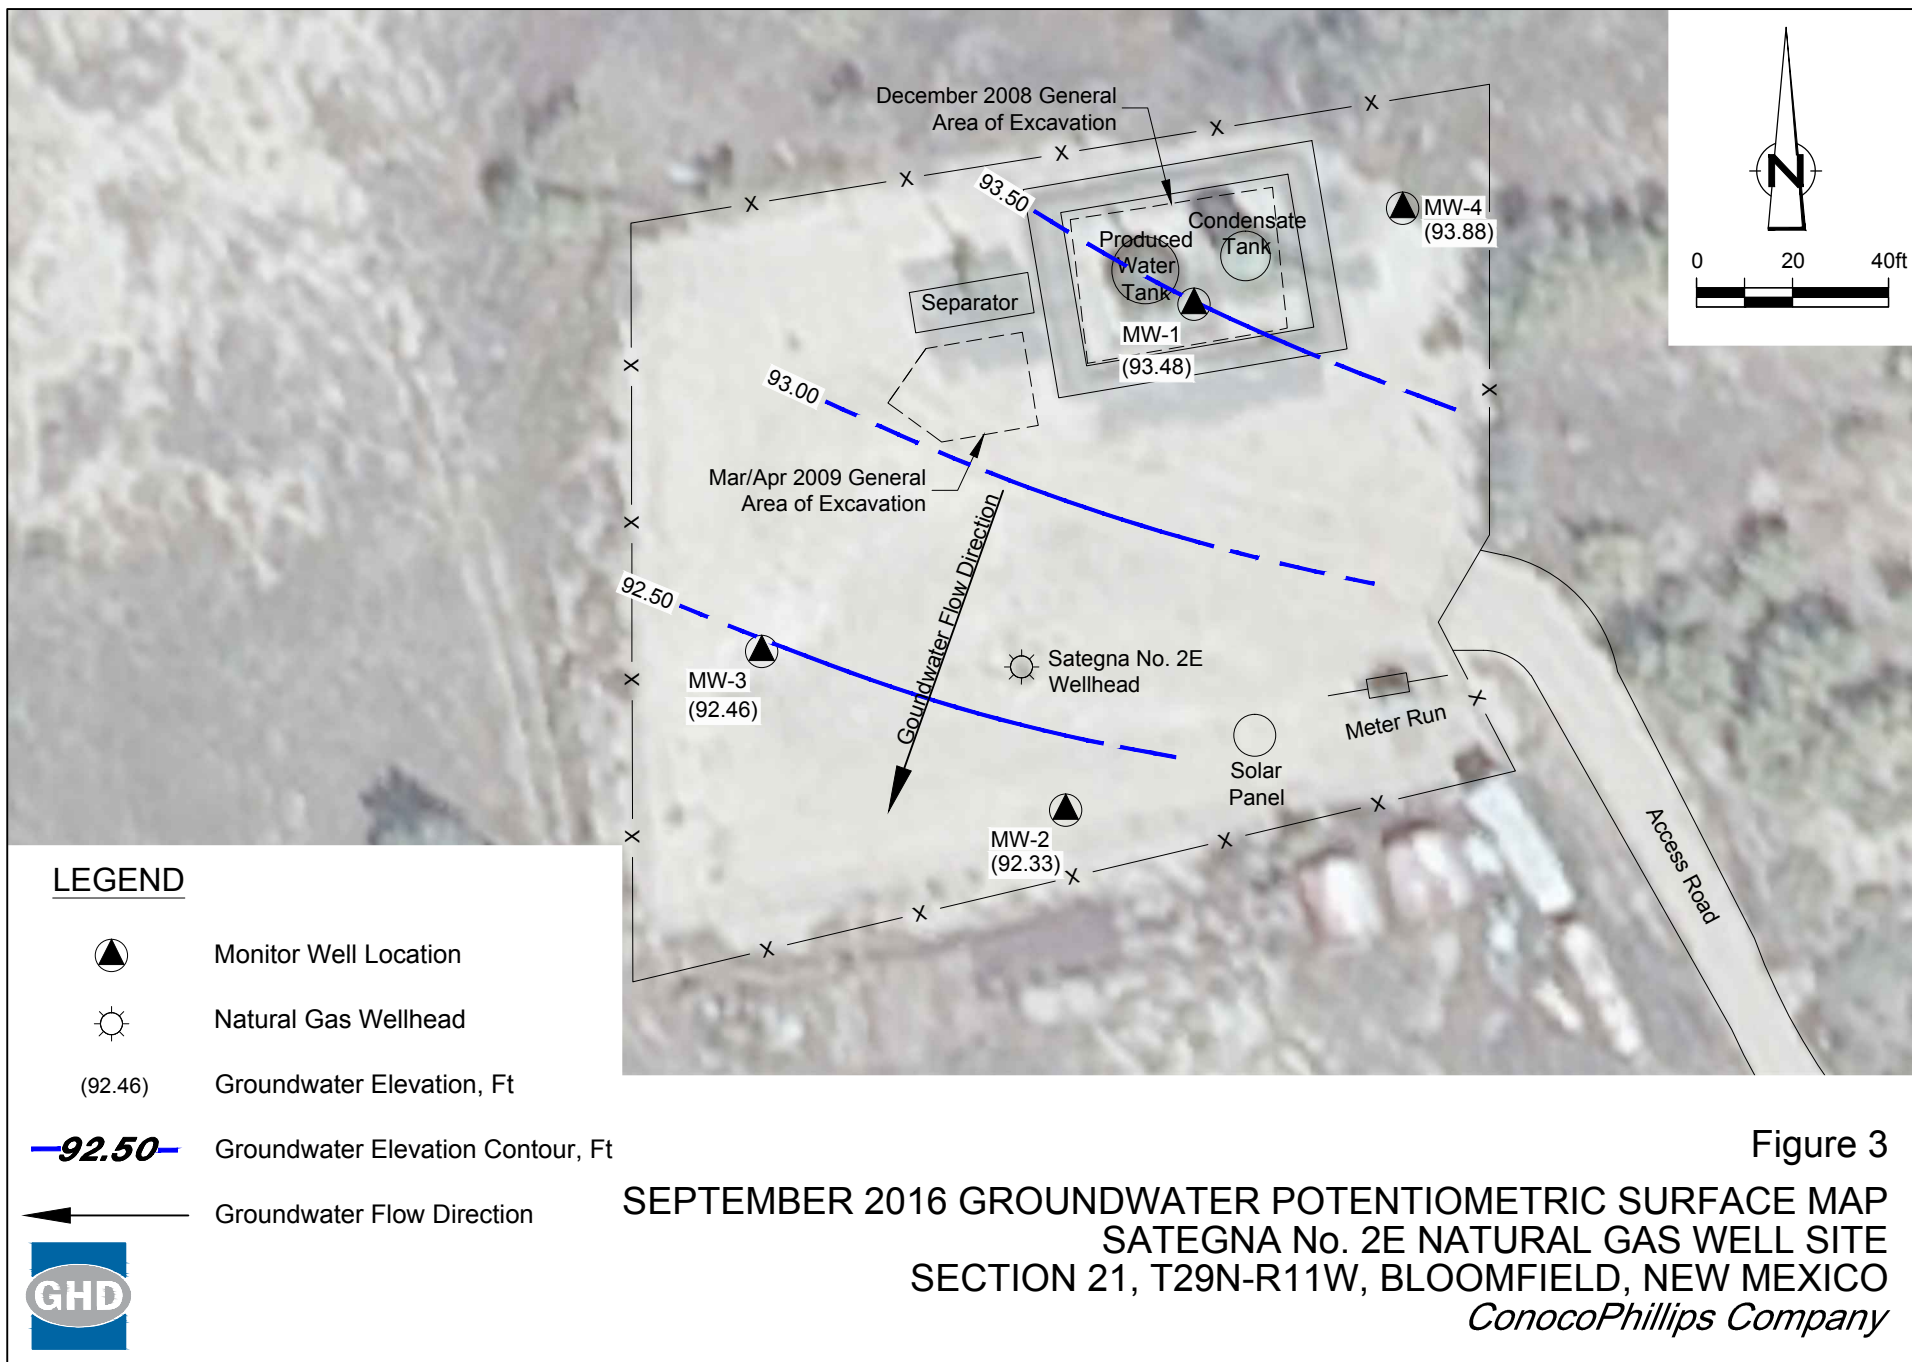 December 2008 General
Area of Excavation
N
0 20 40ft
93.50
MW-4
(93.88)
Condensate
Tank
Produced
Water
Tank
Separator
MW-1
(93.48)
93.00
Mar/Apr 2009 General
Area of Excavation
Goundwater Flow Direction
92.50
MW-3
(92.46)
Sategna No. 2E
Wellhead
Meter Run
Solar
Panel
MW-2
(92.33)
Access Road
X X X X X
X X X X
X
X
X X X X X
LEGEND
Monitor Well Location
Natural Gas Wellhead
(92.46) Groundwater Elevation, Ft
92.50 Groundwater Elevation Contour, Ft
Groundwater Flow Direction
GHD
Figure 3
SEPTEMBER 2016 GROUNDWATER POTENTIOMETRIC SURFACE MAP
SATEGNA No. 2E NATURAL GAS WELL SITE
SECTION 21, T29N-R11W, BLOOMFIELD, NEW MEXICO
ConocoPhillips Company